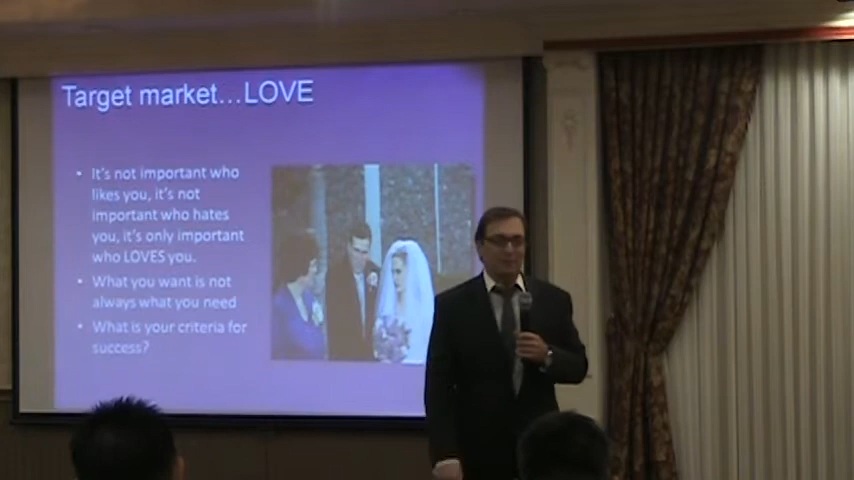 Target market...LOVE
• It's not important who
likes you, it's not
important who hates
you, it's only important
who LOVES you.
• What you want is not
always what you need
• What is your criteria for
success?